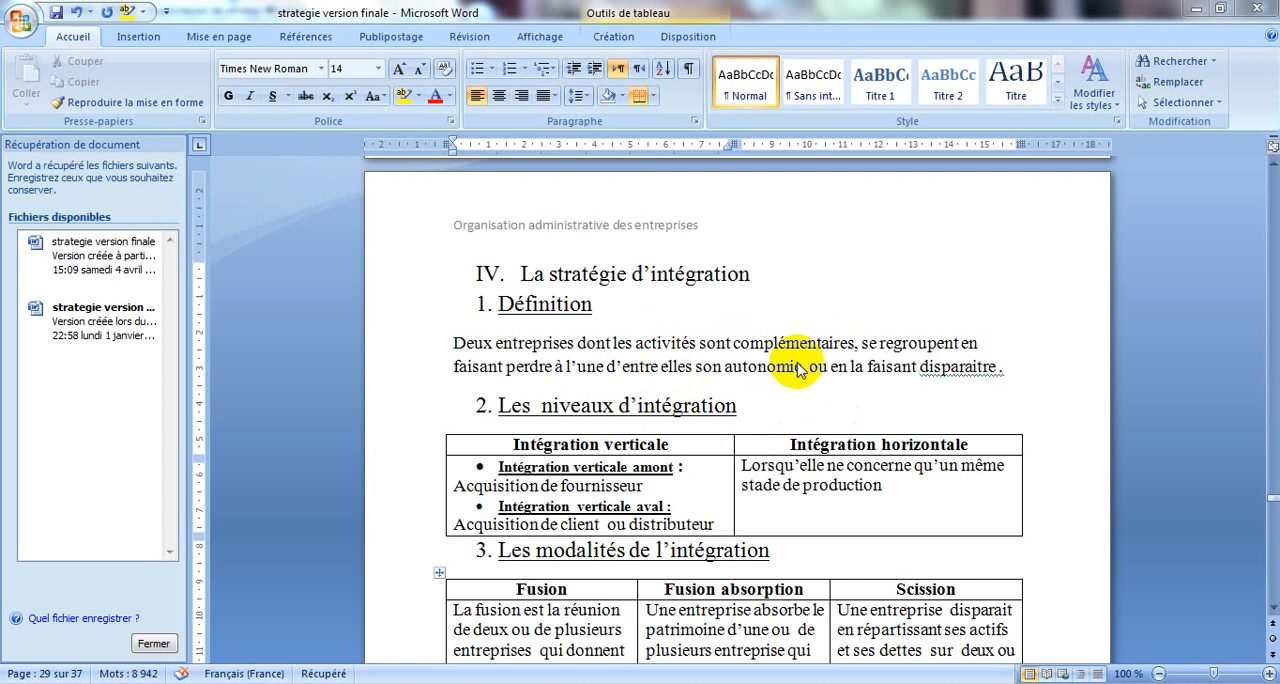 strategie version finale - Microsoft Word
Outils de tableau
Accueil Insertion Mise en page Références Publipostage Révision Affichage Création Disposition
Coller
Couper
Copier
Reproduire la mise en forme
Presse-papiers
Times New Roman 14
G I S abc x₂ x² Aa
Police
Paragraphe
AaBbCcDc AaBbCcDc AaBbC AaBbCc AaB
¶ Normal ¶ Sans int... Titre 1 Titre 2 Titre
Modifier les styles
Style
Rechercher
Remplacer
Sélectionner
Modification
Récupération de document
Word a récupéré les fichiers suivants.
Enregistrez ceux que vous souhaitez
conserver.
Fichiers disponibles
strategie version finale
Version créée à parti...
15:09 samedi 4 avril ...
strategie version ...
Version créée lors du...
22:58 lundi 1 janvier...
Quel fichier enregistrer ?
Fermer
Organisation administrative des entreprises
IV. La stratégie d’intégration
1. Définition
Deux entreprises dont les activités sont complémentaires, se regroupent en
faisant perdre à l’une d’entre elles son autonomie ou en la faisant disparaitre .
2. Les niveaux d’intégration
Intégration verticale Intégration horizontale
• Intégration verticale amont :
Acquisition de fournisseur
• Intégration verticale aval :
Acquisition de client ou distributeur
Lorsqu’elle ne concerne qu’un même
stade de production
3. Les modalités de l’intégration
Fusion Fusion absorption Scission
La fusion est la réunion
de deux ou de plusieurs
entreprises qui donnent
Une entreprise absorbe le
patrimoine d’une ou de
plusieurs entreprise qui
Une entreprise disparait
en répartissant ses actifs
et ses dettes sur deux ou
Page : 29 sur 37 Mots : 8 942 Français (France) Récupéré 100 %